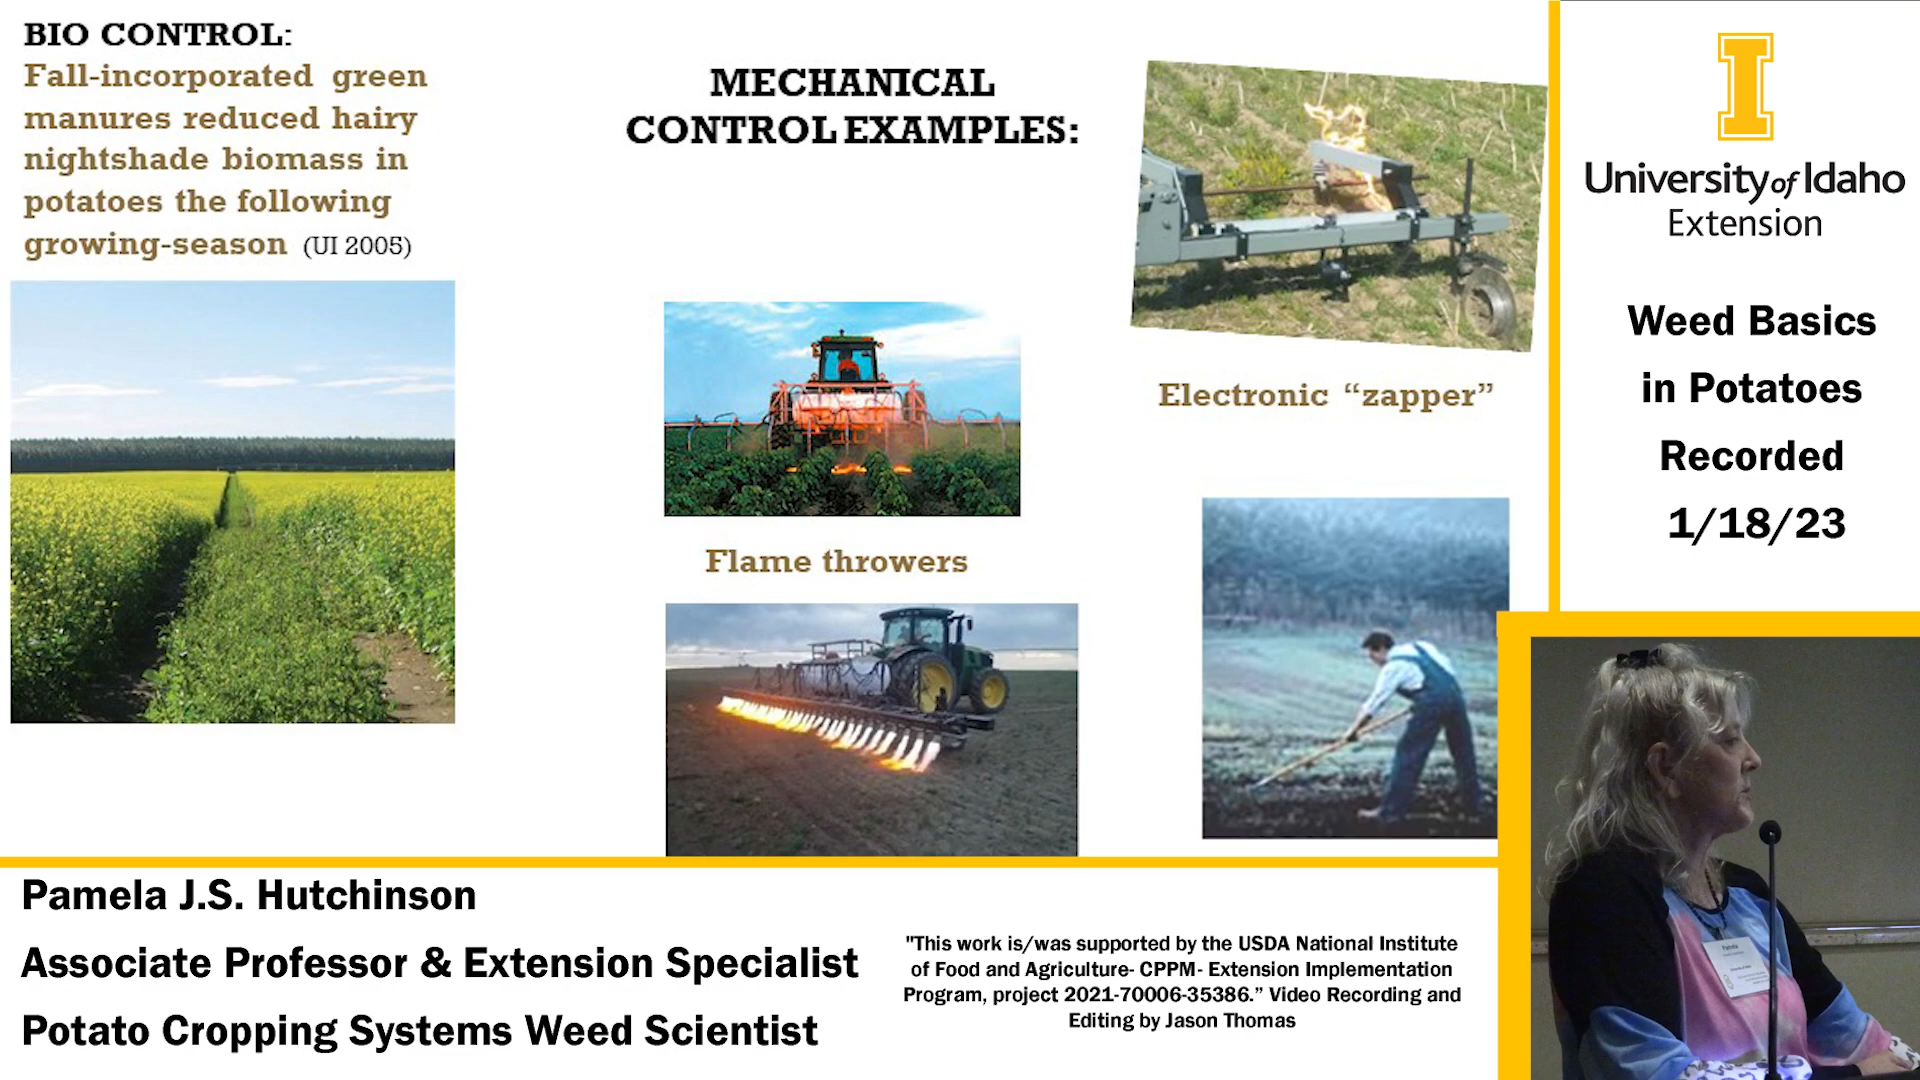 BIO CONTROL:
Fall-incorporated green
manures reduced hairy
nightshade biomass in
potatoes the following
growing-season (UI 2005)
MECHANICAL
CONTROL EXAMPLES:
Flame throwers
Electronic “zapper”
I
University of Idaho
Extension
Weed Basics
in Potatoes
Recorded
1/18/23
Pamela J.S. Hutchinson
Associate Professor & Extension Specialist
Potato Cropping Systems Weed Scientist
"This work is/was supported by the USDA National Institute
of Food and Agriculture- CPPM- Extension Implementation
Program, project 2021-70006-35386.” Video Recording and
Editing by Jason Thomas